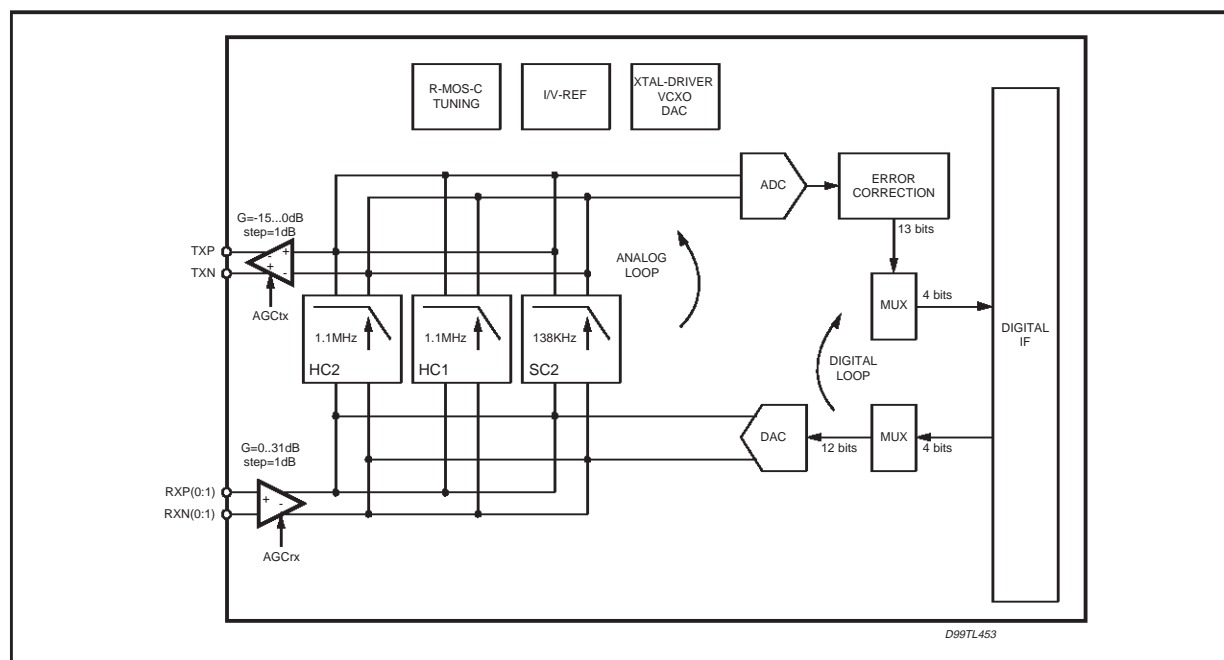 R-MOS-C
TUNING
I/V-REF
XTAL-DRIVER
VCXO
DAC
ADC
ERROR
CORRECTION
13 bits
G=-15...0dB
step=1dB
TXP
TXN
- +
+ -
AGCtx
ANALOG
LOOP
MUX
4 bits
1.1MHz
HC2
1.1MHz
HC1
138KHz
SC2
DIGITAL
LOOP
DIGITAL
IF
DAC
12 bits
MUX
4 bits
G=0..31dB
step=1dB
RXP(0:1)
RXN(0:1)
+ -
AGCrx
D99TL453